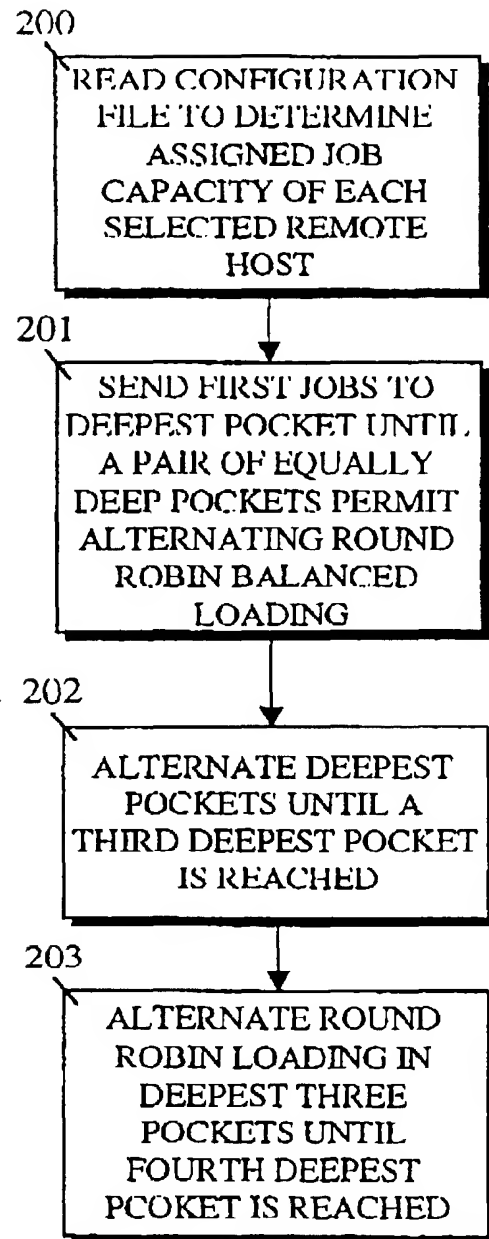 200
READ CONFIGURATION
FILE TO DETERMINE
ASSIGNED JOB
CAPACITY OF EACH
SELECTED REMOTE
HOST
201
SEND FIRST JOBS TO
DEEPEST POCKET UNTIL
A PAIR OF EQUALLY
DEEP POCKETS PERMIT
ALTERNATING ROUND
ROBIN BALANCED
LOADING
202
ALTERNATE DEEPEST
POCKETS UNTIL A
THIRD DEEPEST POCKET
IS REACHED
203
ALTERNATE ROUND
ROBIN LOADING IN
DEEPEST THREE
POCKETS UNTIL
FOURTH DEEPEST
PCOKET IS REACHED